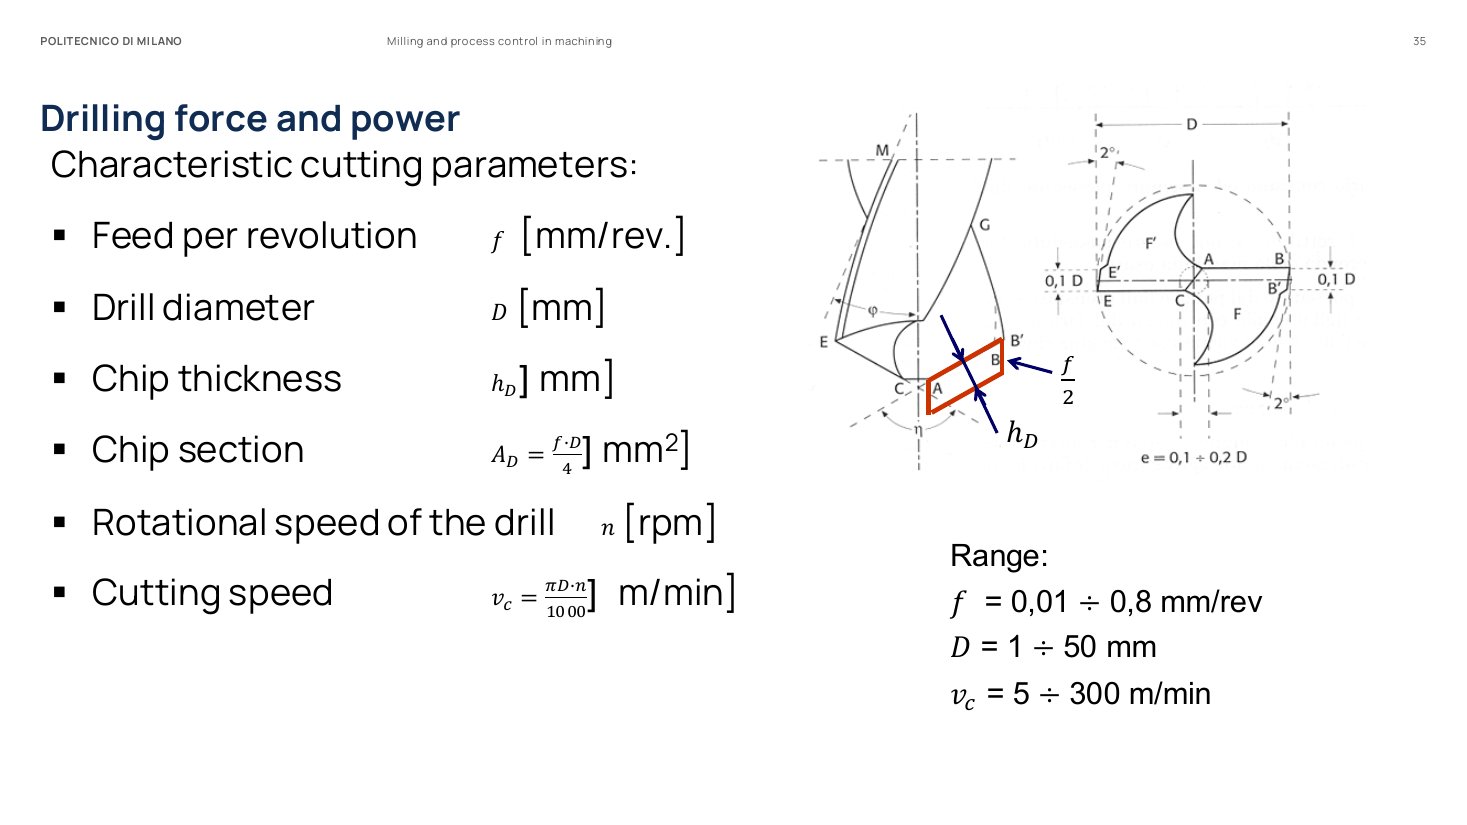 POLITECNICO DI MILANO Milling and process control in machining 35
Drilling force and power
Characteristic cutting parameters:
▪ Feed per revolution f [mm/rev.]
▪ Drill diameter D [mm]
▪ Chip thickness h_D] mm]
▪ Chip section A_D = f·D/4] mm²]
▪ Rotational speed of the drill n [rpm]
▪ Cutting speed v_c = πD·n/1000] m/min]
M
G
φ
E
B'
B
C
A
η
f/2
h_D
D
2°
F'
A
B
0,1 D
E'
B'
0,1 D
E
C
F
2°
e = 0,1 ÷ 0,2 D
Range:
f = 0,01 ÷ 0,8 mm/rev
D = 1 ÷ 50 mm
v_c = 5 ÷ 300 m/min